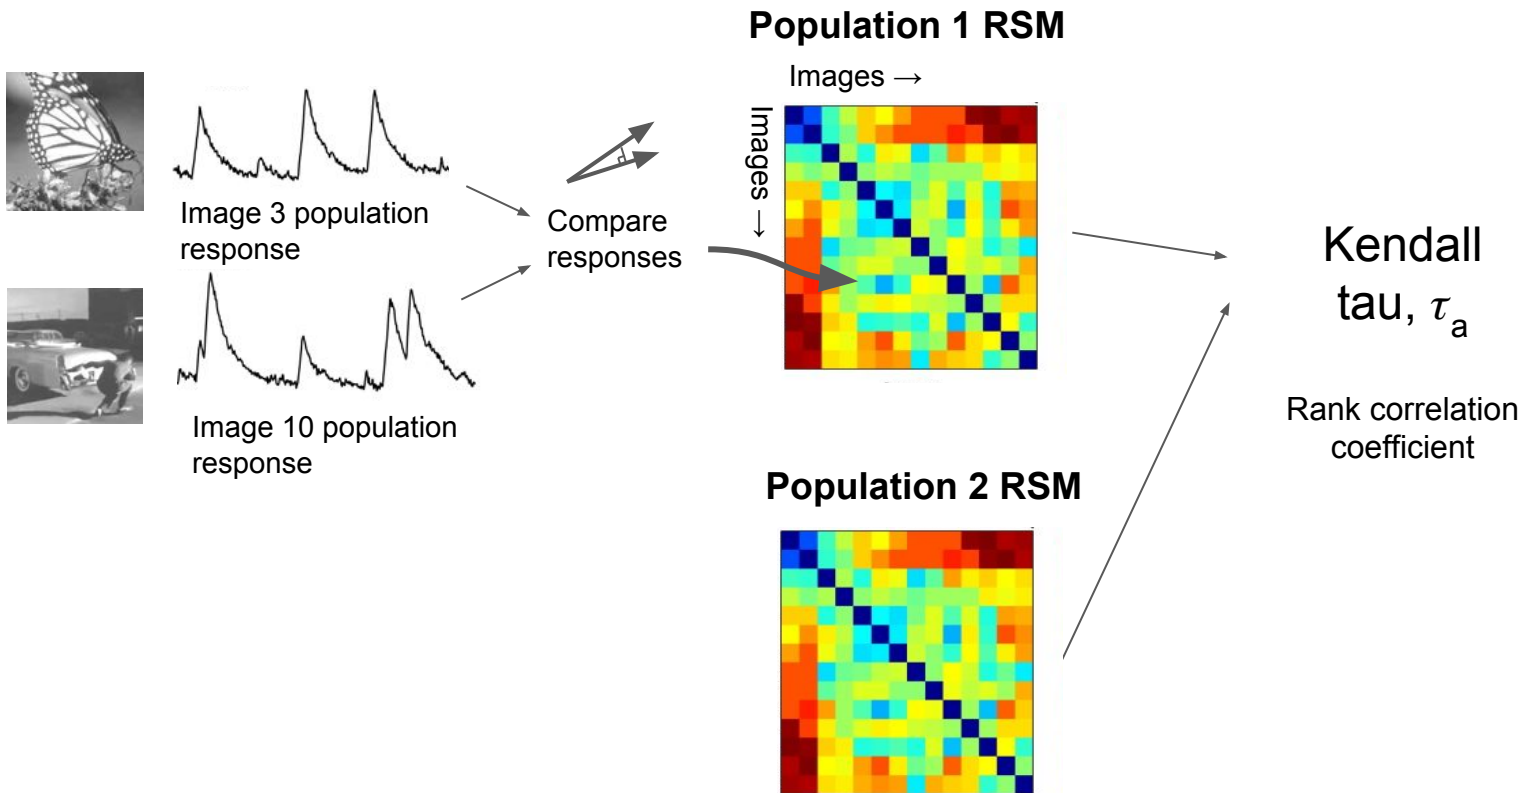 Population 1 RSM
Images →
Images →
Image 3 population
response
Compare
responses
Image 10 population
response
Kendall
tau, τa
Rank correlation
coefficient
Population 2 RSM